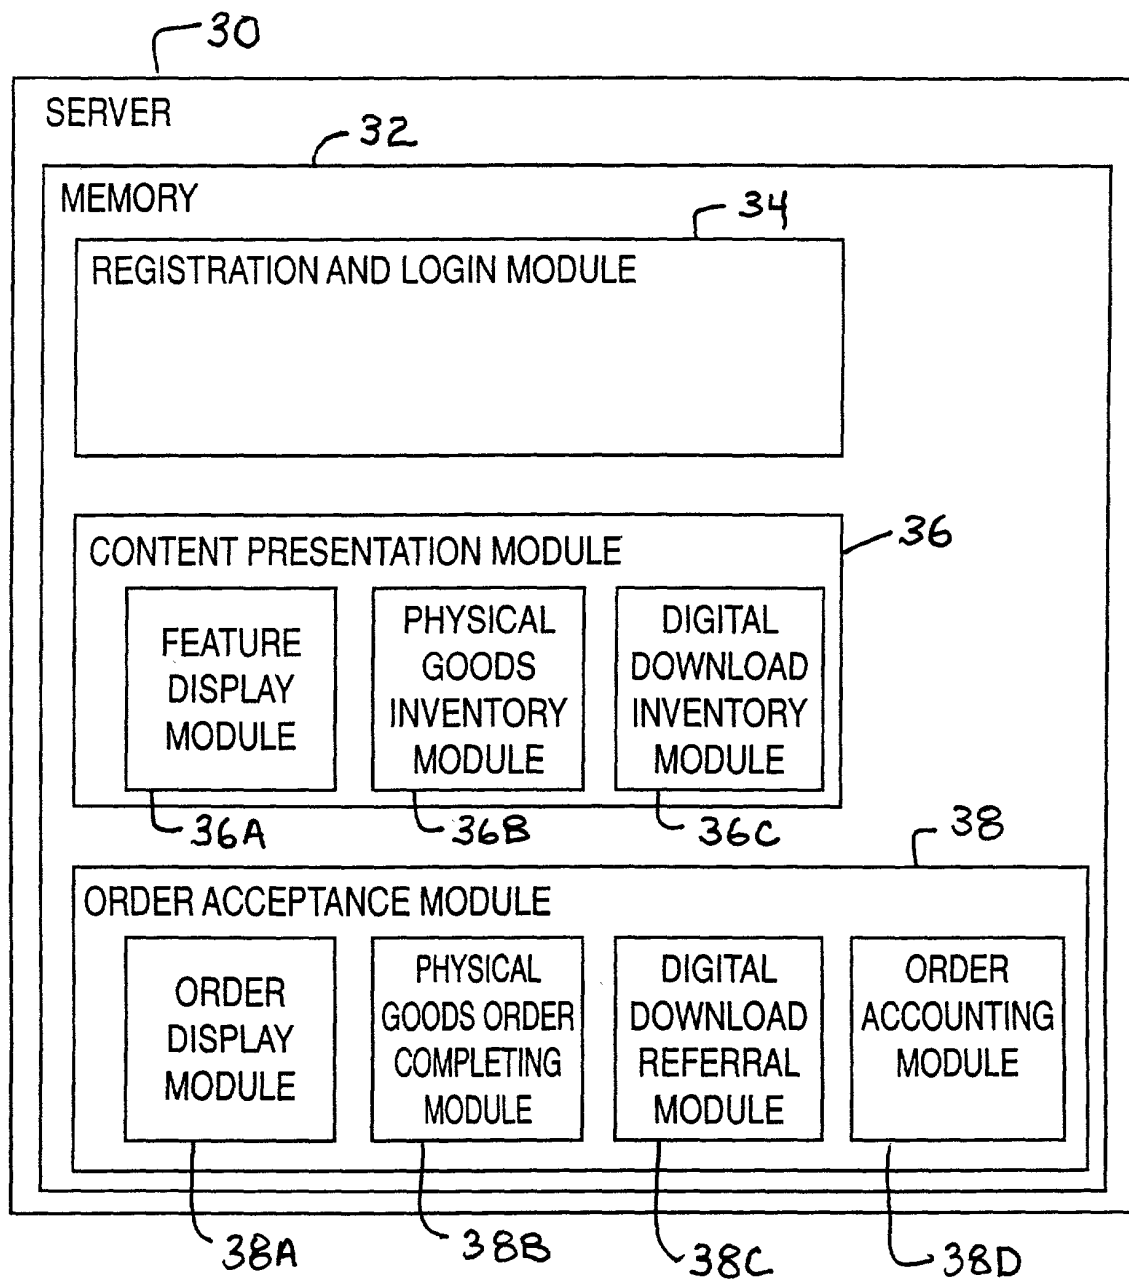 30
SERVER
32
MEMORY
34
REGISTRATION AND LOGIN MODULE
36
CONTENT PRESENTATION MODULE
FEATURE
DISPLAY
MODULE
PHYSICAL
GOODS
INVENTORY
MODULE
DIGITAL
DOWNLOAD
INVENTORY
MODULE
36A
36B
36C
38
ORDER ACCEPTANCE MODULE
ORDER
DISPLAY
MODULE
PHYSICAL
GOODS ORDER
COMPLETING
MODULE
DIGITAL
DOWNLOAD
REFERRAL
MODULE
ORDER
ACCOUNTING
MODULE
38A
38B
38C
38D